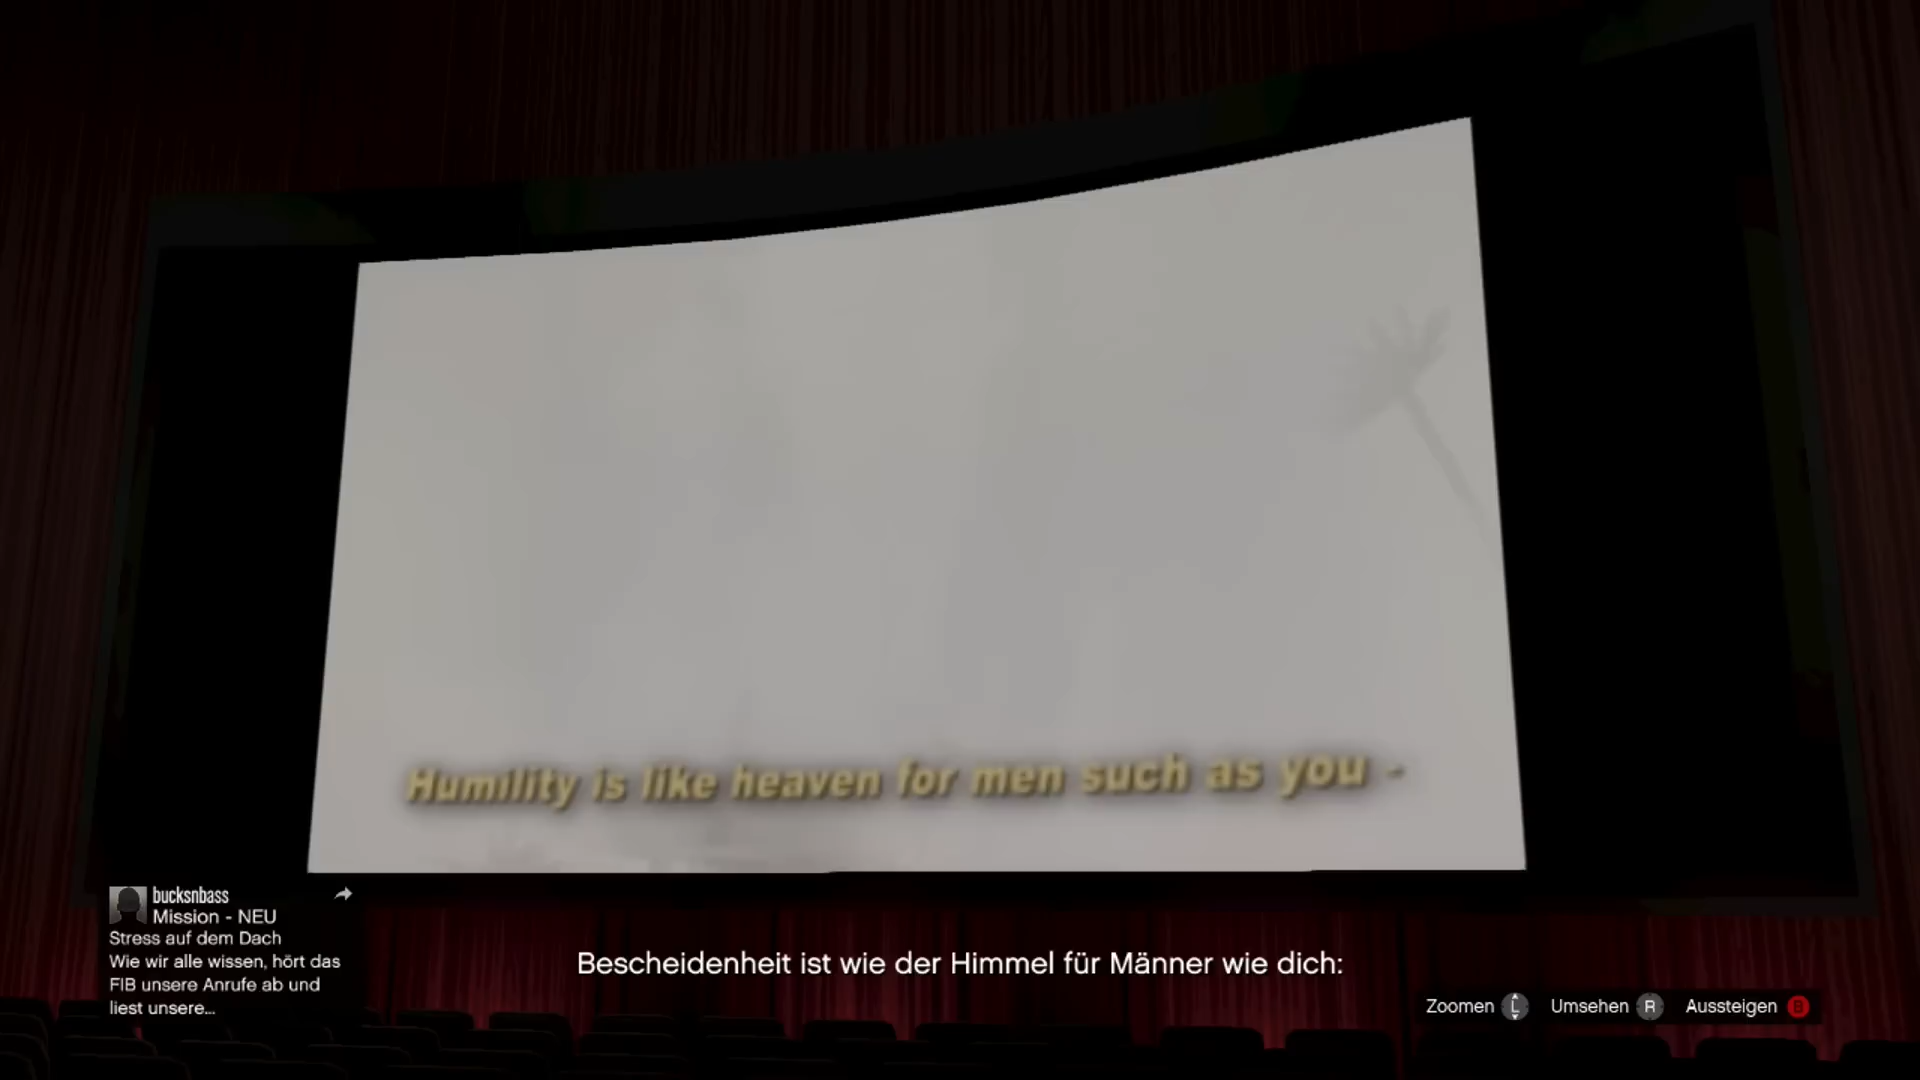 Humility is like heaven for men such as you -
bucksnbass
Mission - NEU
Stress auf dem Dach
Wie wir alle wissen, hört das
FIB unsere Anrufe ab und
liest unsere...
Bescheidenheit ist wie der Himmel für Männer wie dich:
Zoomen L Umsehen R Aussteigen B